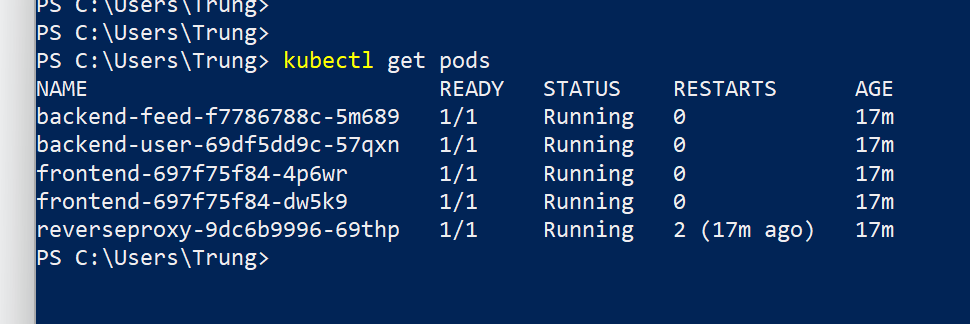 PS C:\Users\Trung>
PS C:\Users\Trung>
PS C:\Users\Trung> kubectl get pods
NAME READY STATUS RESTARTS AGE
backend-feed-f7786788c-5m689 1/1 Running 0 17m
backend-user-69df5dd9c-57qxn 1/1 Running 0 17m
frontend-697f75f84-4p6wr 1/1 Running 0 17m
frontend-697f75f84-dw5k9 1/1 Running 0 17m
reverseproxy-9dc6b9996-69thp 1/1 Running 2 (17m ago) 17m
PS C:\Users\Trung>